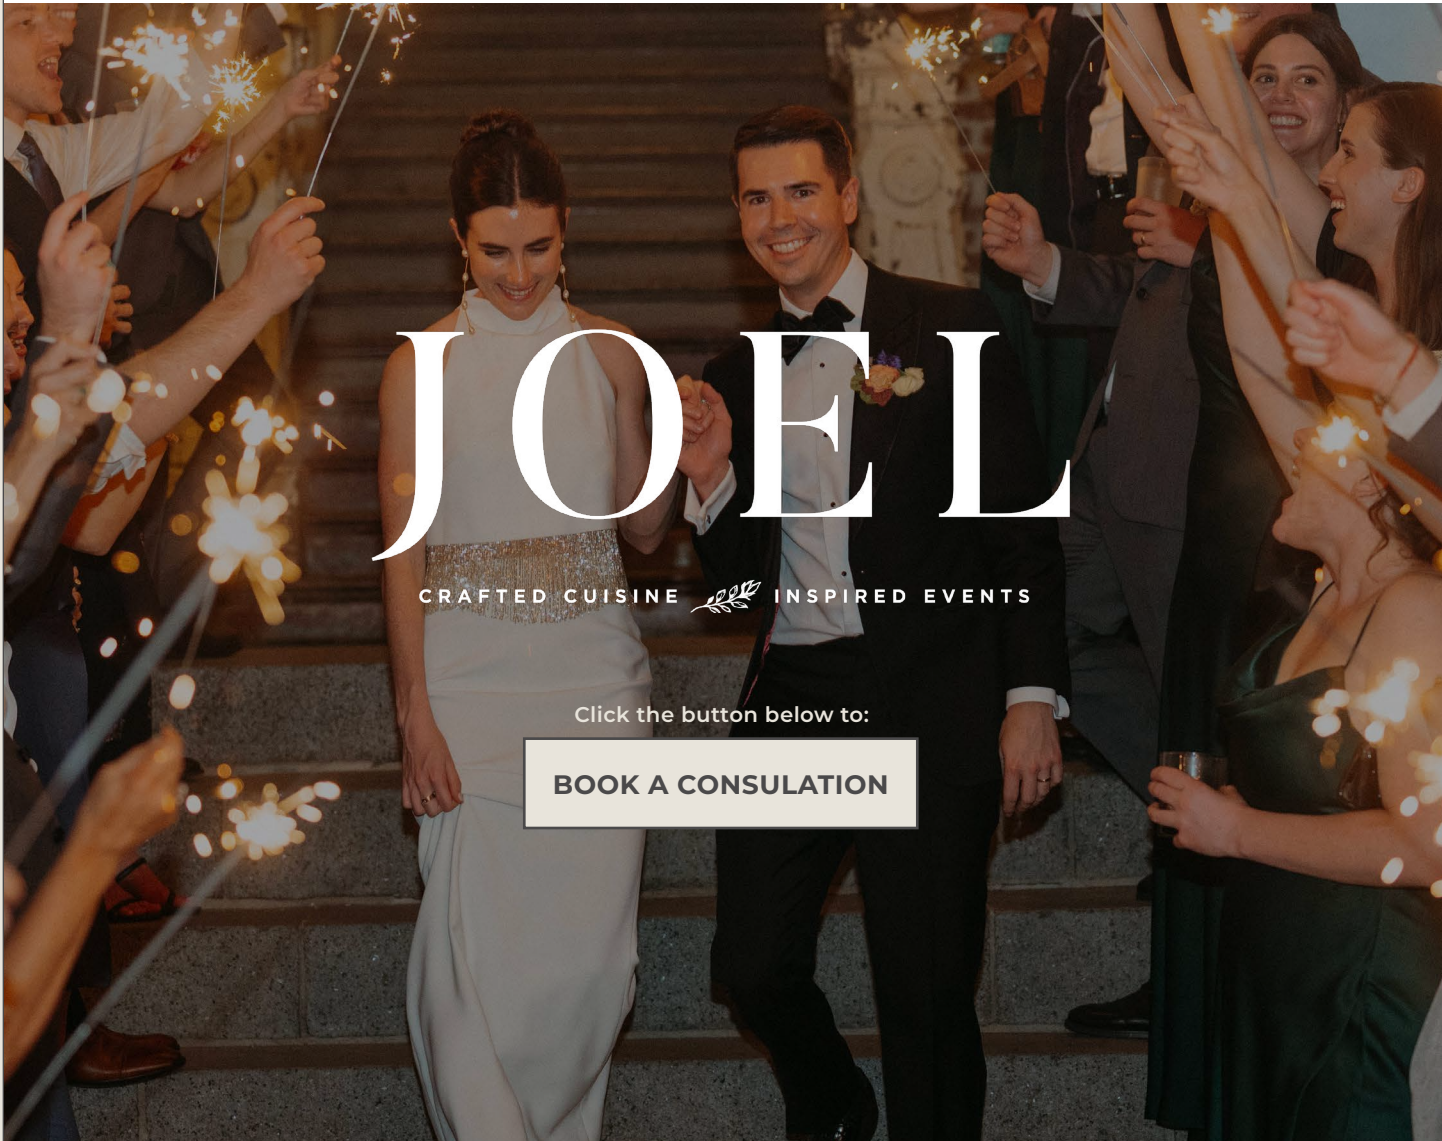 JOEL
CRAFTED CUISINE INSPIRED EVENTS
Click the button below to:
BOOK A CONSULATION